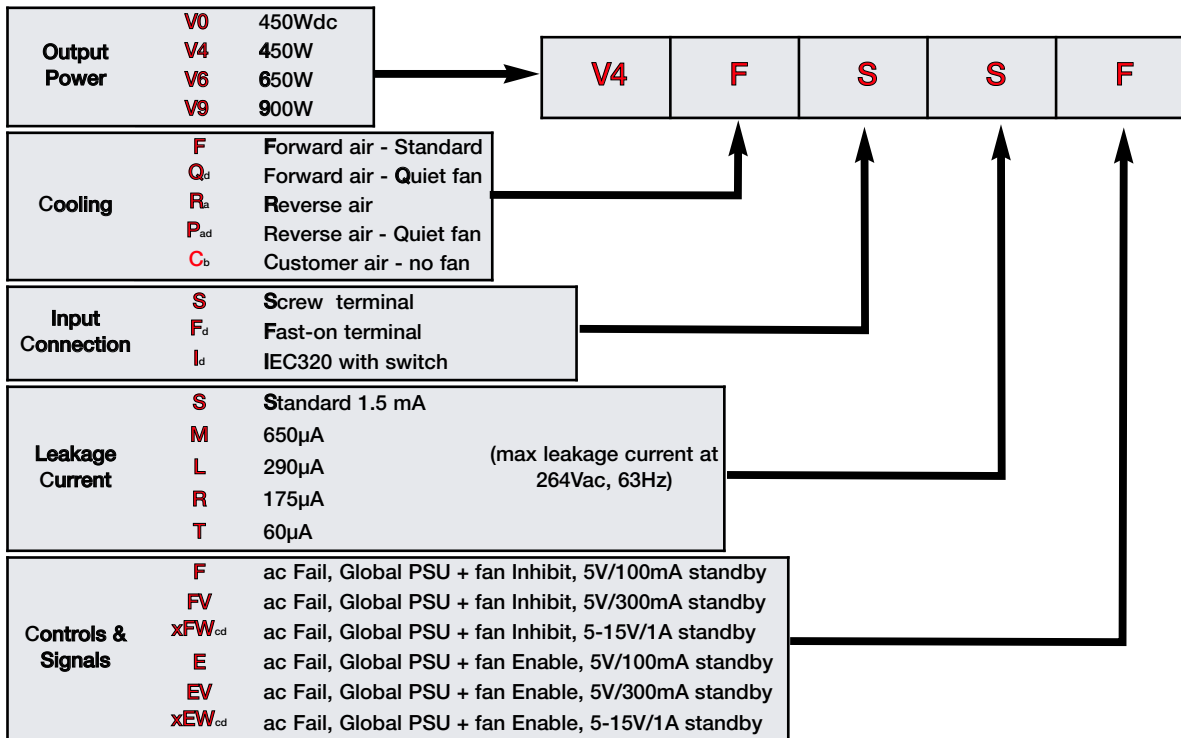 Output Power
V0 450Wdc
V4 450W
V6 650W
V9 900W
V4 F S S F
Cooling
F Forward air - Standard
Qd Forward air - Quiet fan
Ra Reverse air
Pad Reverse air - Quiet fan
Cb Customer air - no fan
Input Connection
S Screw terminal
Fd Fast-on terminal
Id IEC320 with switch
Leakage Current
S Standard 1.5 mA
M 650µA
L 290µA
R 175µA
T 60µA
(max leakage current at
264Vac, 63Hz)
Controls & Signals
F ac Fail, Global PSU + fan Inhibit, 5V/100mA standby
FV ac Fail, Global PSU + fan Inhibit, 5V/300mA standby
xFWcd ac Fail, Global PSU + fan Inhibit, 5-15V/1A standby
E ac Fail, Global PSU + fan Enable, 5V/100mA standby
EV ac Fail, Global PSU + fan Enable, 5V/300mA standby
xEWcd ac Fail, Global PSU + fan Enable, 5-15V/1A standby